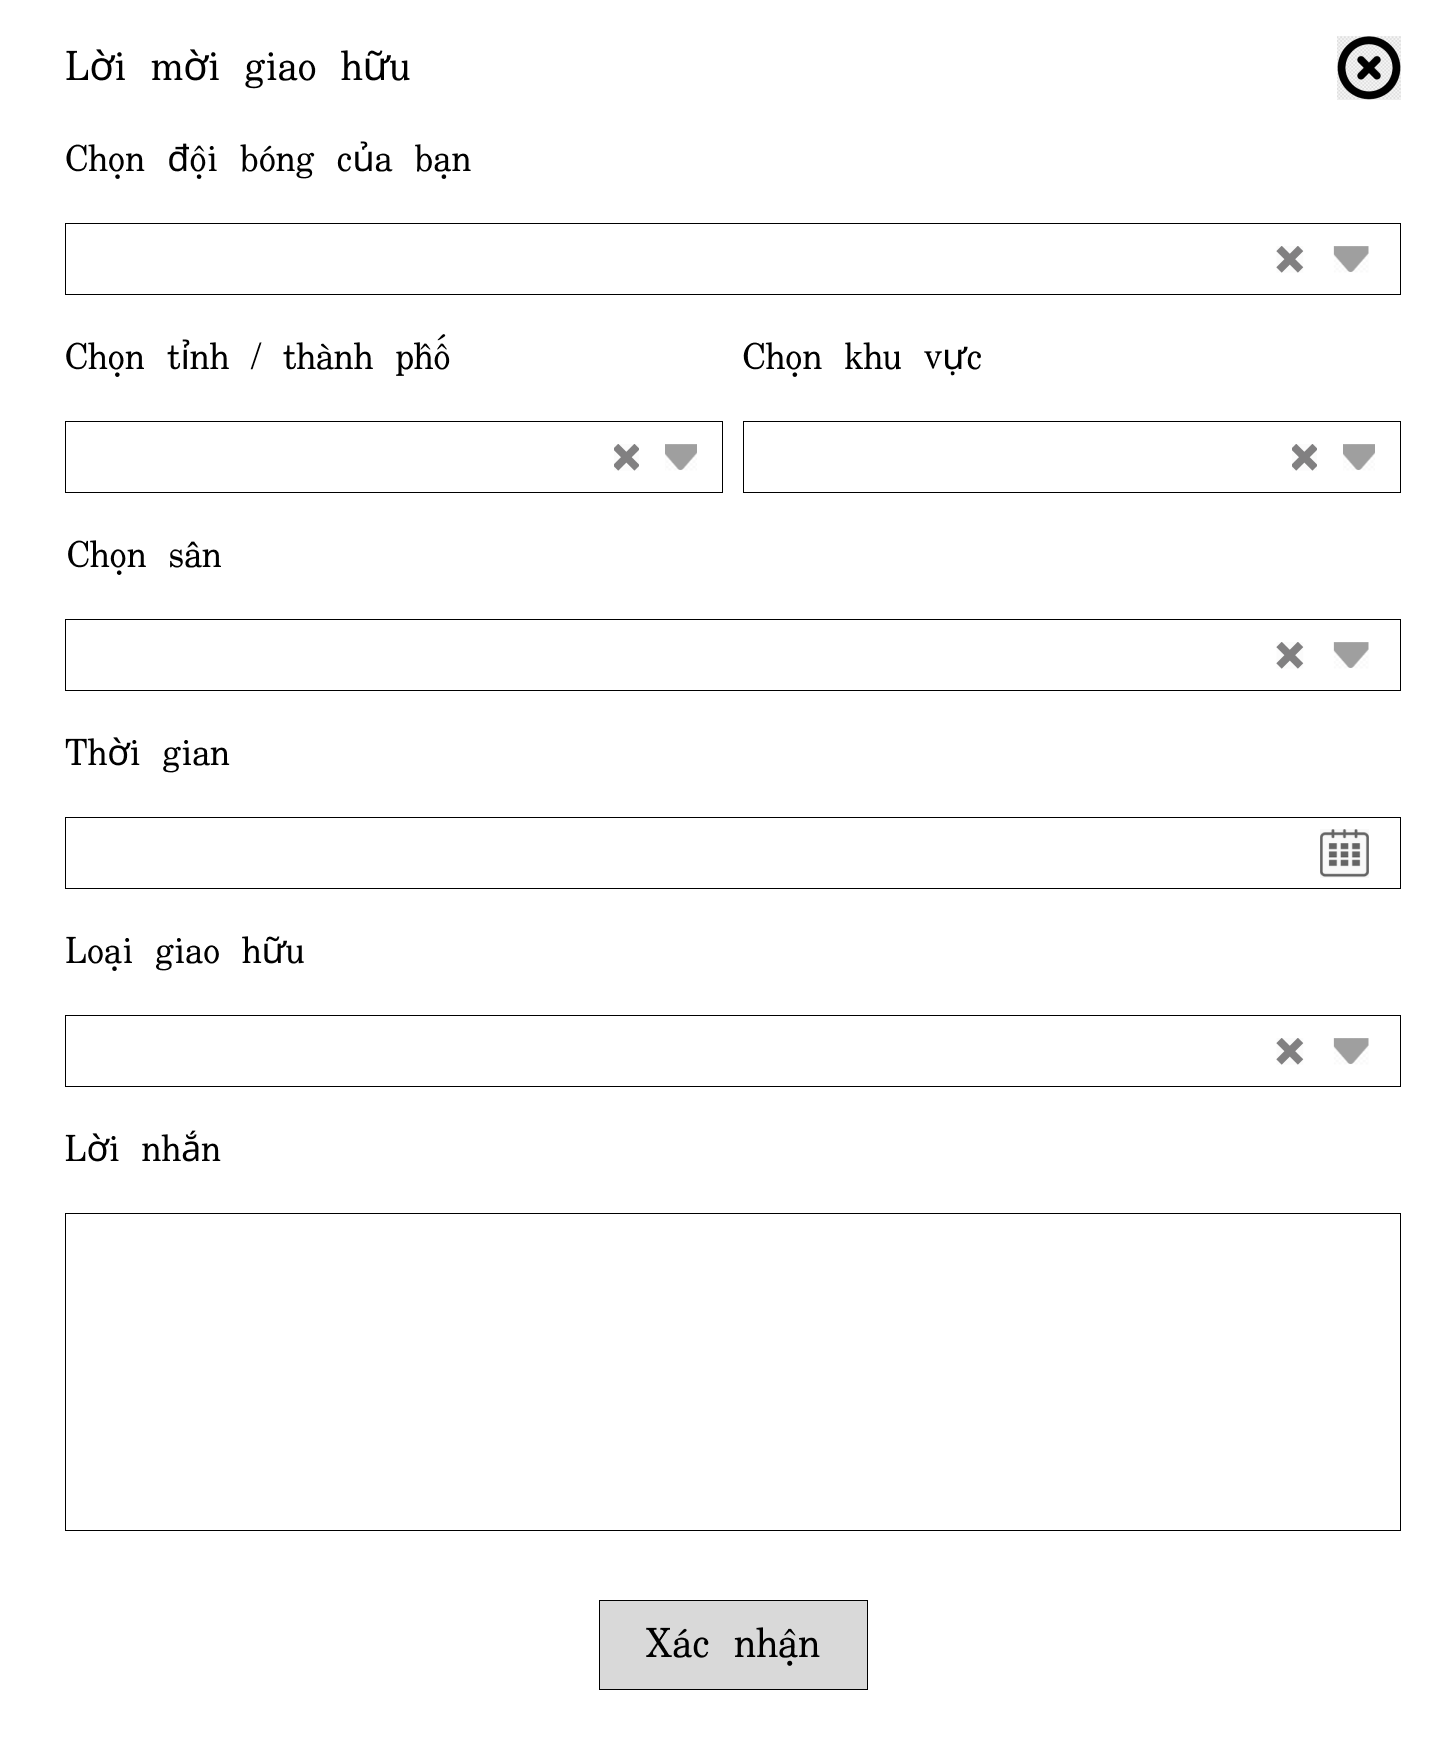 Lời mời giao hữu
Chọn đội bóng của bạn
Chọn tỉnh / thành phố
Chọn khu vực
Chọn sân
Thời gian
Loại giao hữu
Lời nhắn
Xác nhận